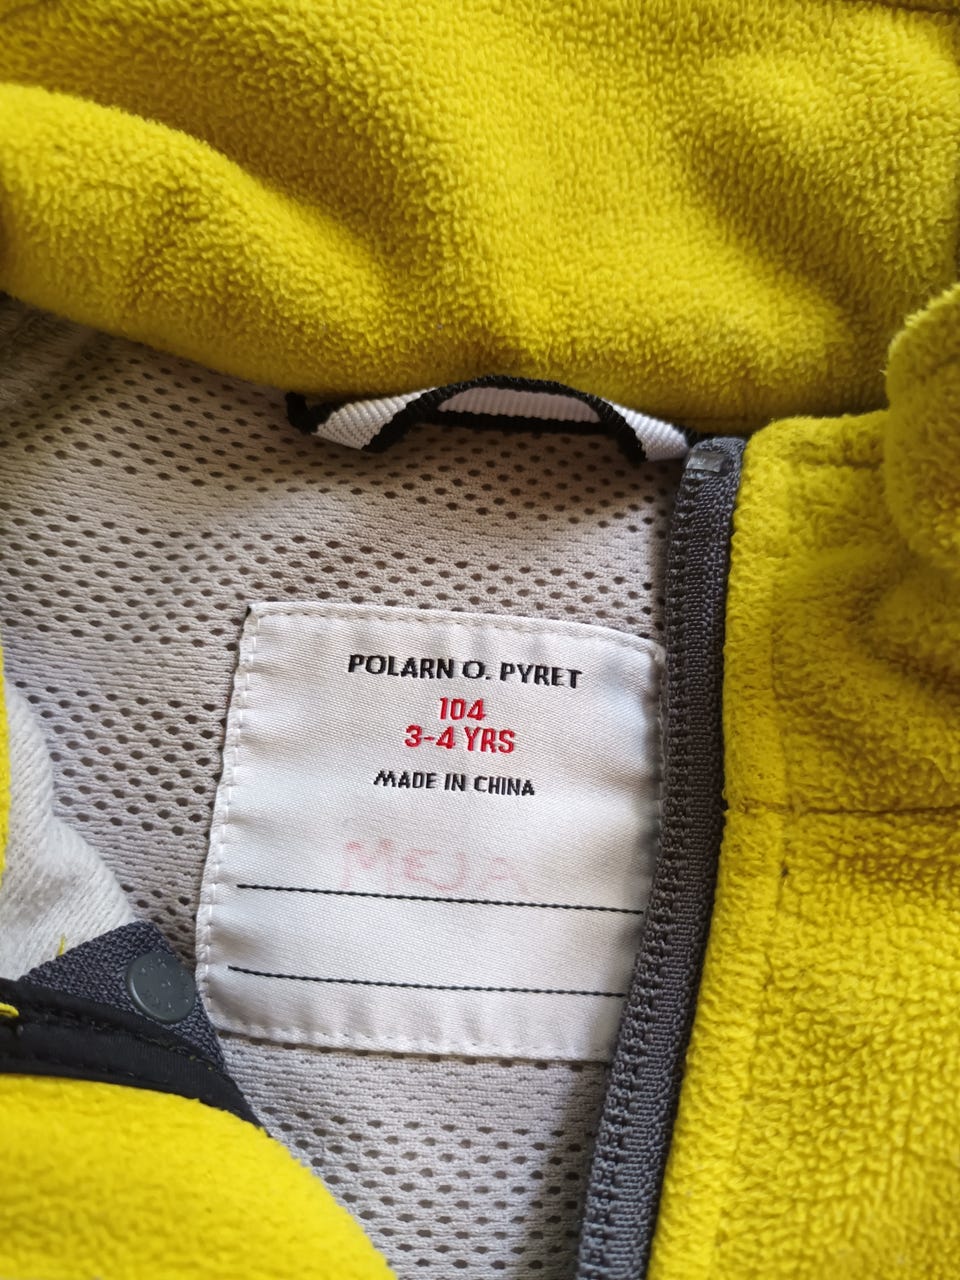 POLARN O. PYRET
104
3-4 YRS
MADE IN CHINA
MEJA